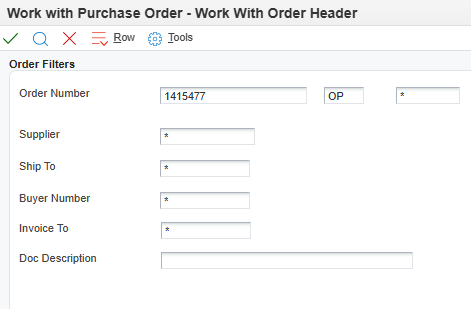 Work with Purchase Order - Work With Order Header
Row Tools
Order Filters
Order Number 1415477 OP *
Supplier *
Ship To *
Buyer Number *
Invoice To *
Doc Description